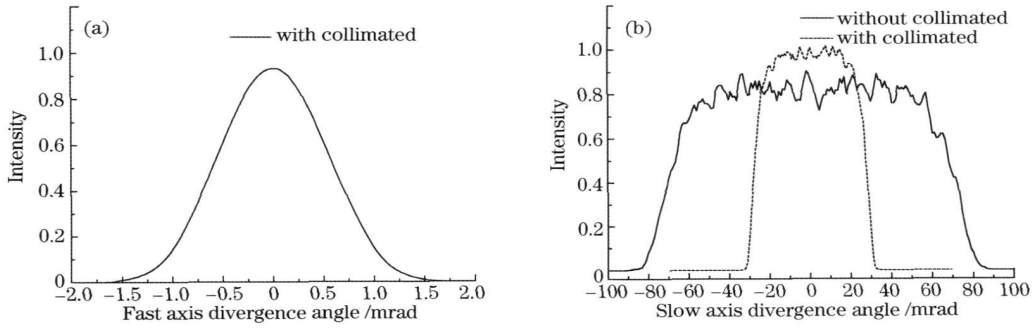 (a)
with collimated
1.0
0.8
0.6
0.4
0.2
0
Intensity
-2.0 -1.5 -1.0 -0.5 0 0.5 1.0 1.5 2.0
Fast axis divergence angle /mrad
(b)
without collimated
with collimated
1.0
0.8
0.6
0.4
0.2
0
Intensity
-100 -80 -60 -40 -20 0 20 40 60 80 100
Slow axis divergence angle /mrad